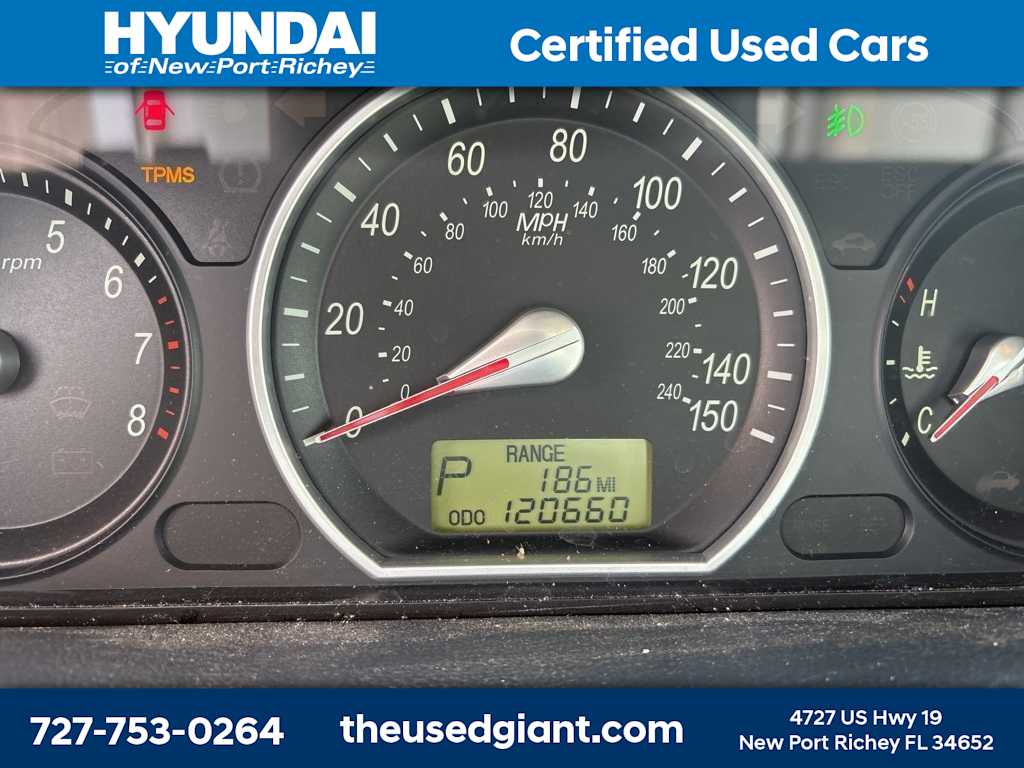 HYUNDAI
of New Port Richey
Certified Used Cars
TPMS
5
6
7
8
rpm
0
20
40
60
80
100
120
140
150
0
20
40
60
80
100
120
140
160
180
200
220
240
MPH
km/h
P
RANGE
186 MI
ODO 120660
H
C
727-753-0264
theusedgiant.com
4727 US Hwy 19
New Port Richey FL 34652